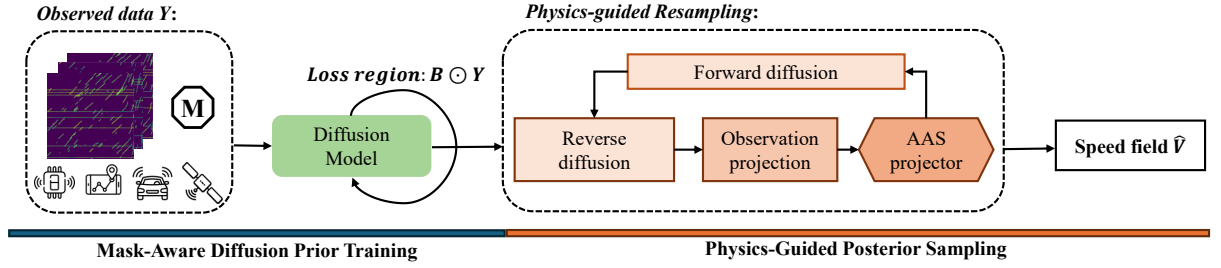 Observed data Y:
Physics-guided Resampling:
M
Loss region: B ⊙ Y
Diffusion
Model
Forward diffusion
Reverse
diffusion
Observation
projection
AAS
projector
Speed field V̂
Mask-Aware Diffusion Prior Training
Physics-Guided Posterior Sampling